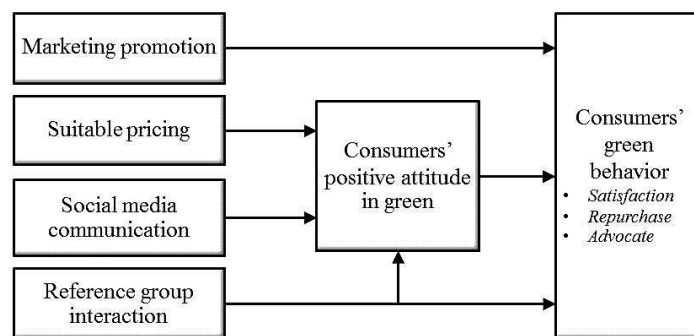 Marketing promotion
Suitable pricing
Social media
communication
Reference group
interaction
Consumers’
positive attitude
in green
Consumers’
green
behavior
• Satisfaction
• Repurchase
• Advocate